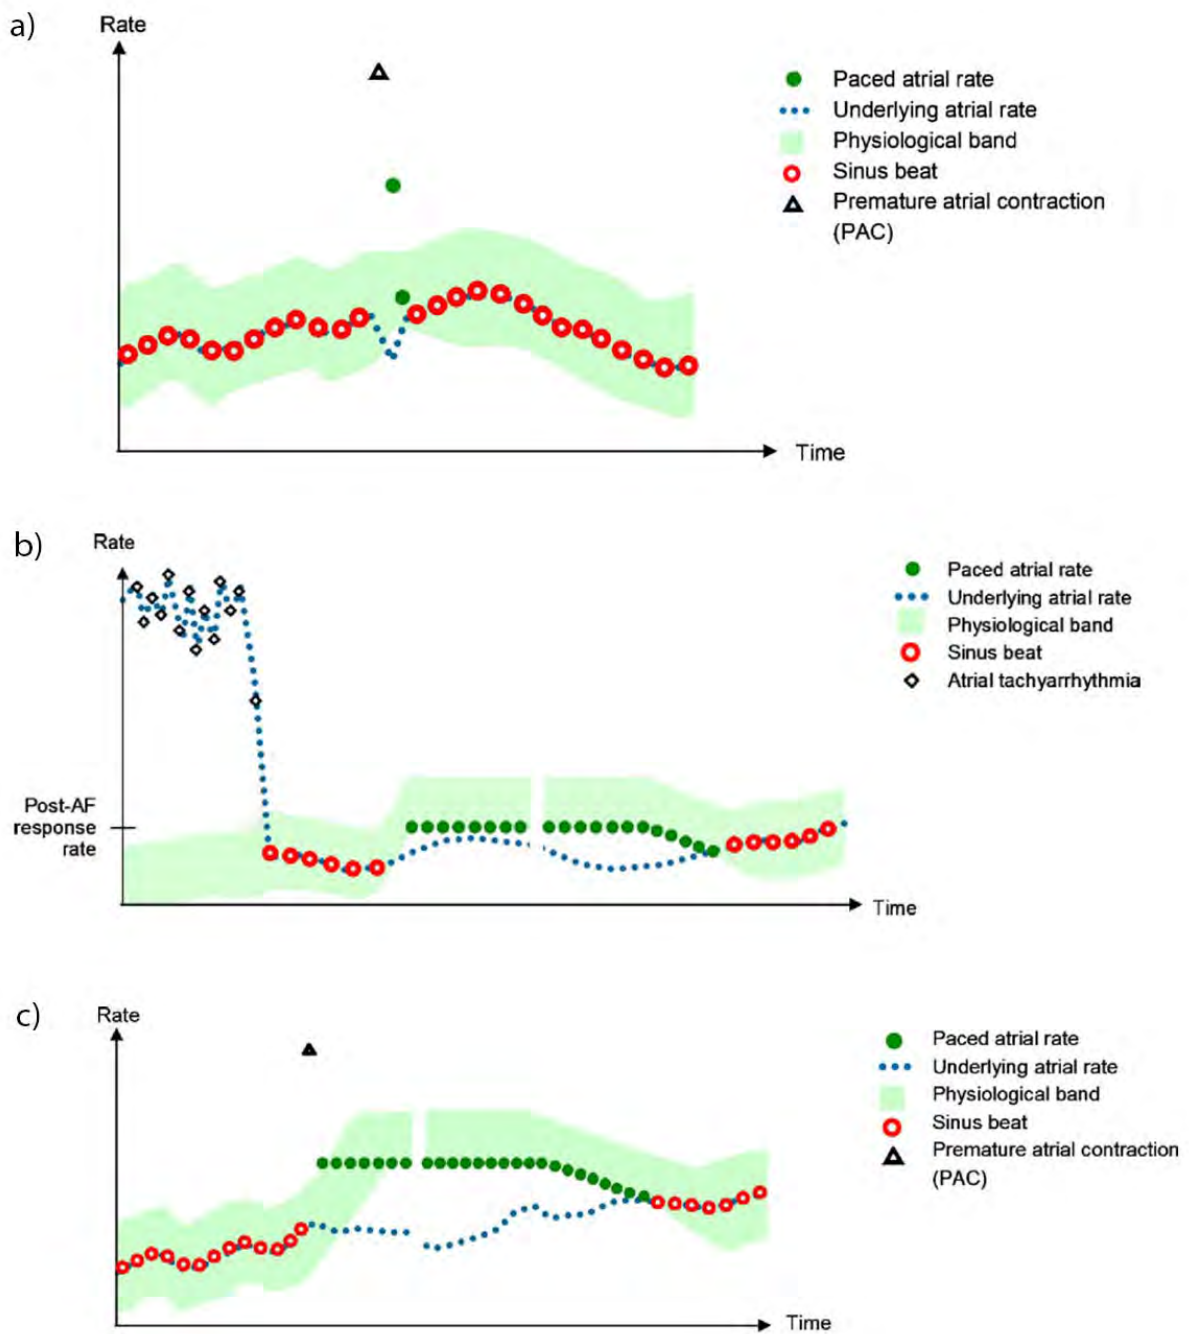 a)
Rate
Paced atrial rate
Underlying atrial rate
Physiological band
Sinus beat
Premature atrial contraction
(PAC)
Time
b)
Rate
Paced atrial rate
Underlying atrial rate
Physiological band
Sinus beat
Atrial tachyarrhythmia
Post-AF
response
rate
Time
c)
Rate
Paced atrial rate
Underlying atrial rate
Physiological band
Sinus beat
Premature atrial contraction
(PAC)
Time